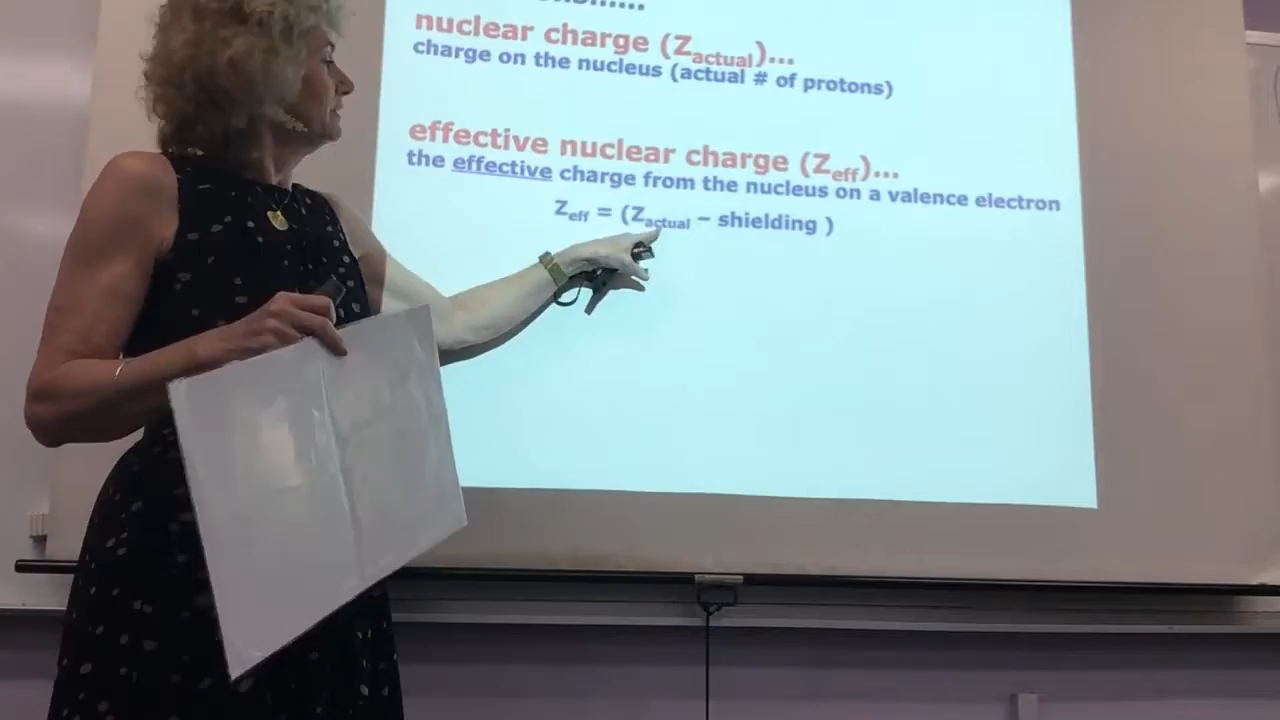 nuclear charge (Zactual)...
charge on the nucleus (actual # of protons)
effective nuclear charge (Zeff)...
the effective charge from the nucleus on a valence electron
Zeff = (Zactual – shielding )